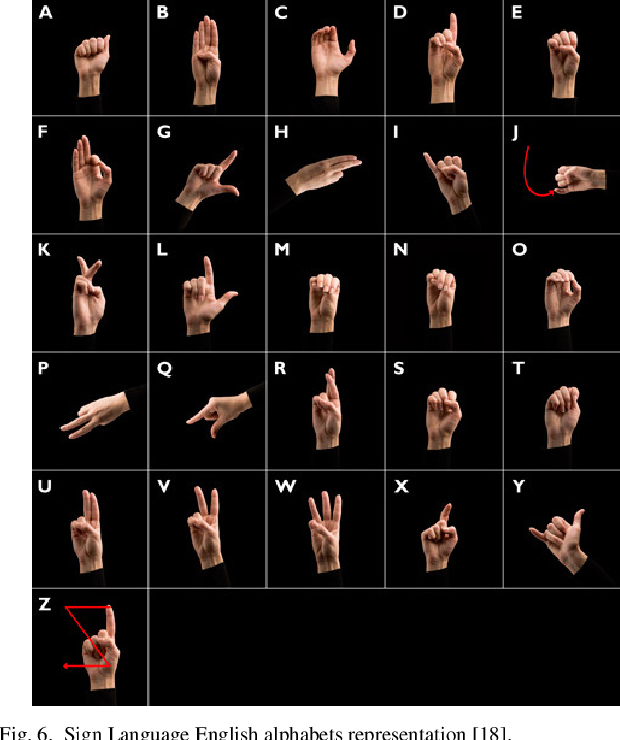 A B C D E
F G H I J
K L M N O
P Q R S T
U V W X Y
Z
Fig. 6. Sign Language English alphabets representation [18].